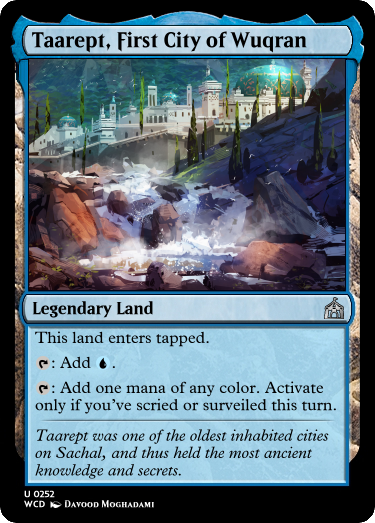 Taarept, First City of Wuqran
Legendary Land
This land enters tapped.
: Add .
: Add one mana of any color. Activate
only if you've scried or surveiled this turn.
Taarept was one of the oldest inhabited cities
on Sachal, and thus held the most ancient
knowledge and secrets.
U 0252
WCD Davood Moghadami